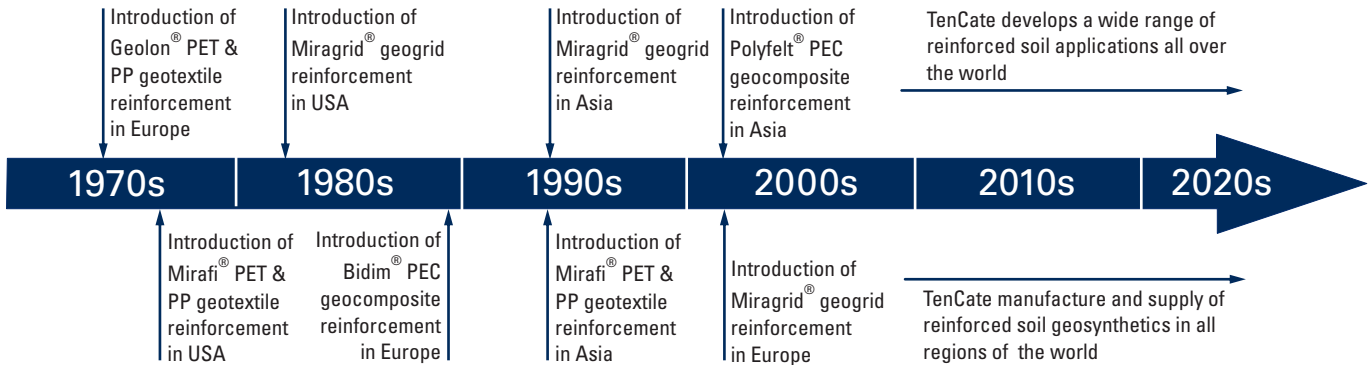 Introduction of
Geolon® PET &
PP geotextile
reinforcement
in Europe
Introduction of
Miragrid® geogrid
reinforcement
in USA
Introduction of
Miragrid® geogrid
reinforcement
in Asia
Introduction of
Polyfelt® PEC
geocomposite
reinforcement
in Asia
TenCate develops a wide range of
reinforced soil applications all over
the world
1970s
1980s
1990s
2000s
2010s
2020s
Introduction of
Mirafi® PET &
PP geotextile
reinforcement
in USA
Introduction of
Bidim® PEC
geocomposite
reinforcement
in Europe
Introduction of
Mirafi® PET &
PP geotextile
reinforcement
in Asia
Introduction of
Miragrid® geogrid
reinforcement
in Europe
TenCate manufacture and supply of
reinforced soil geosynthetics in all
regions of the world